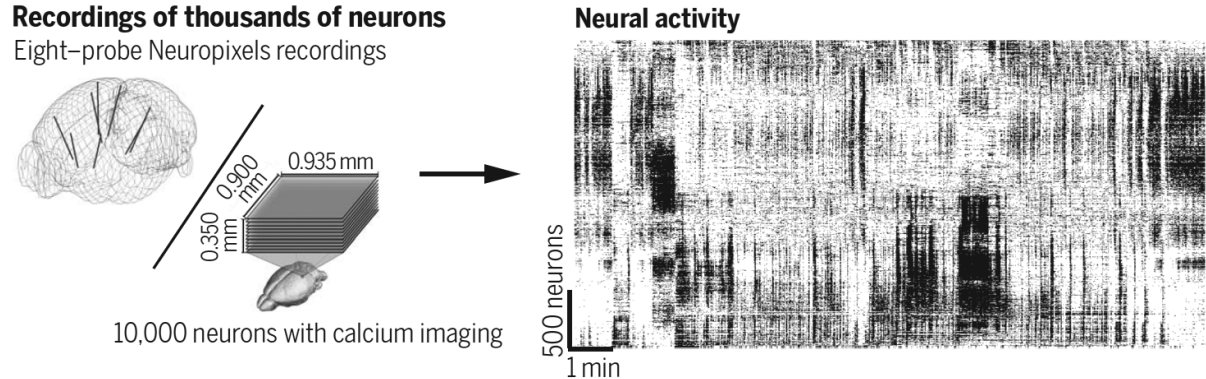 Recordings of thousands of neurons
Eight–probe Neuropixels recordings
0.935 mm
0.900
mm
0.350
mm
10,000 neurons with calcium imaging
Neural activity
500 neurons
1 min